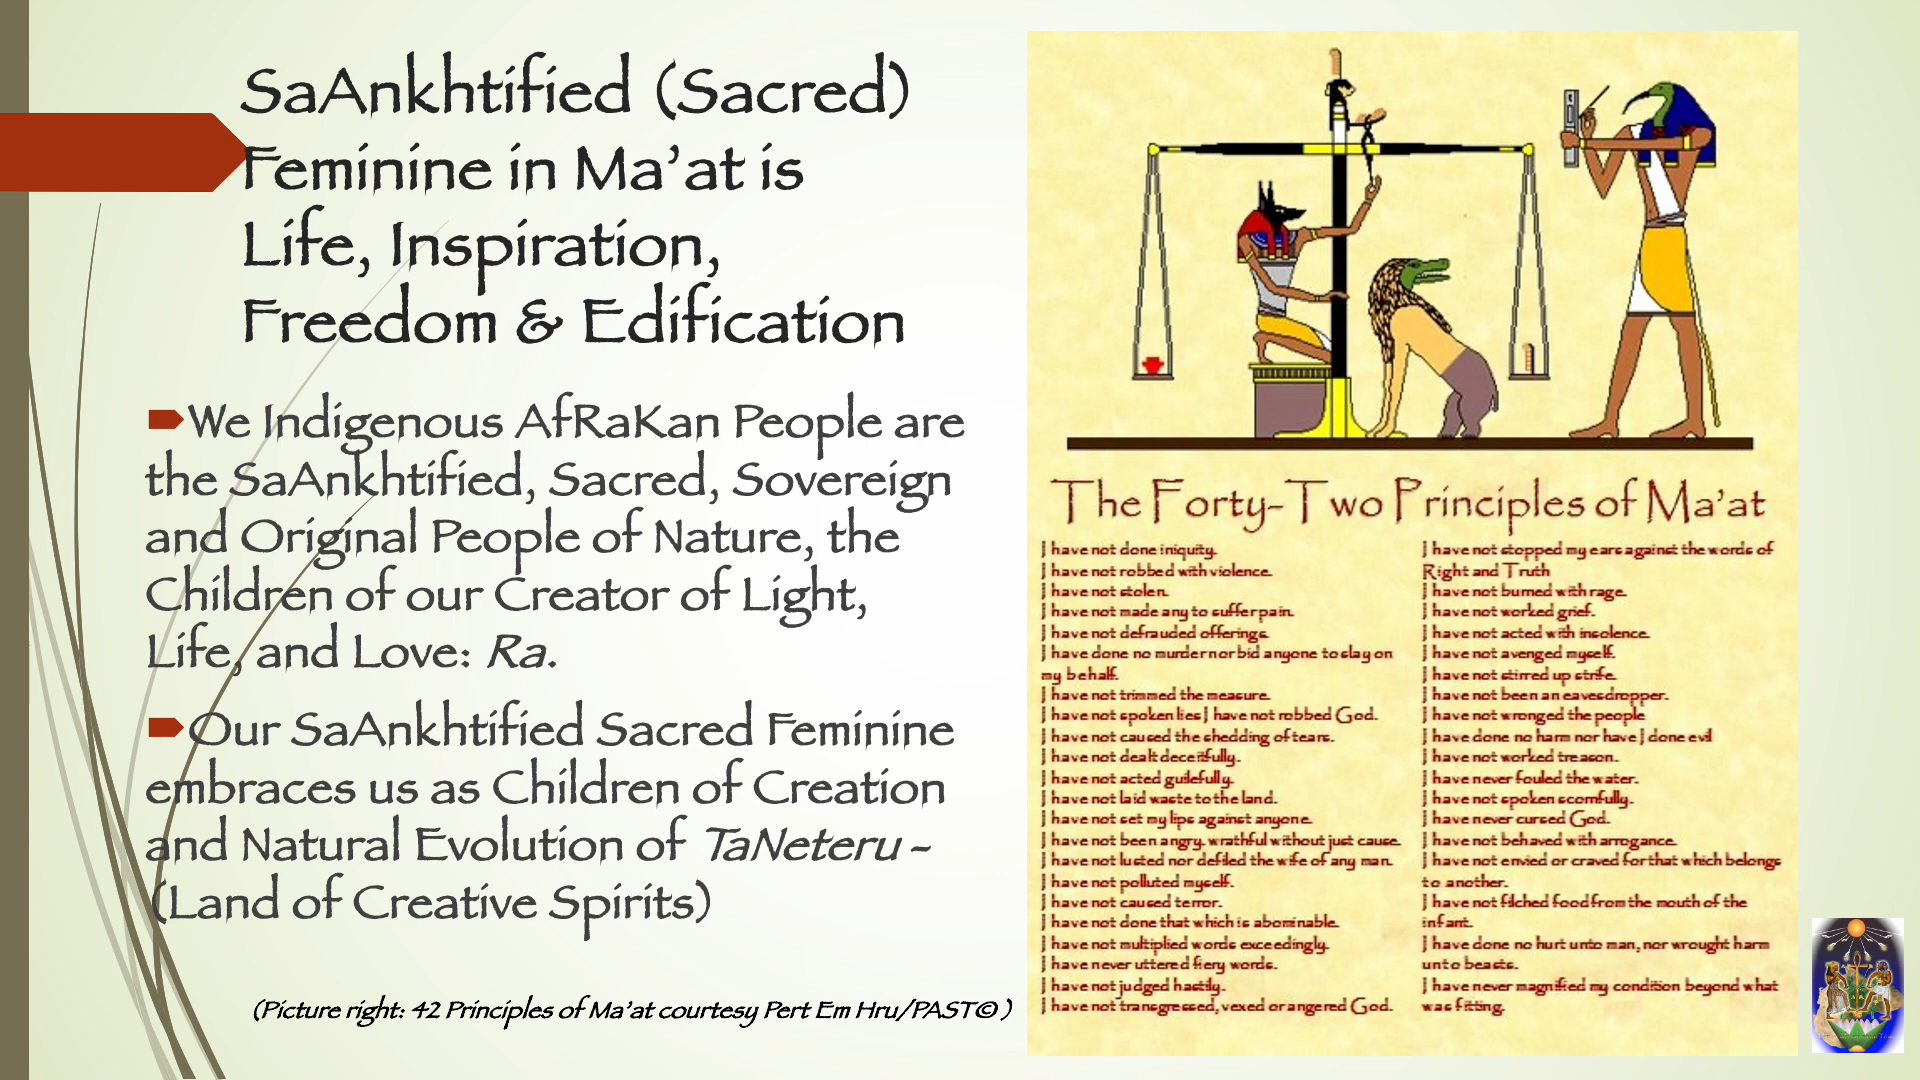 SaAnkhtified (Sacred)
Feminine in Ma’at is
Life, Inspiration,
Freedom & Edification
We Indigenous AfRaKan People are
the SaAnkhtified, Sacred, Sovereign
and Original People of Nature, the
Children of our Creator of Light,
Life, and Love: Ra.
Our SaAnkhtified Sacred Feminine
embraces us as Children of Creation
and Natural Evolution of TaNeteru –
(Land of Creative Spirits)
(Picture right: 42 Principles of Ma’at courtesy Pert Em Hru/PAST© )
The Forty-Two Principles of Ma’at
I have not done iniquity.
I have not robbed with violence.
I have not stolen.
I have not made any to suffer pain.
I have not defrauded offerings.
I have done no murder nor bid anyone to slay on
my behalf.
I have not trimmed the measure.
I have not spoken lies I have not robbed God.
I have not caused the shedding of tears.
I have not dealt deceitfully.
I have not acted guilefully.
I have not laid waste to the land.
I have not set my lips against anyone.
I have not been angry. wrathful without just cause.
I have not lusted nor defiled the wife of any man.
I have not polluted myself.
I have not caused terror.
I have not done that which is abominable.
I have not multiplied words exceedingly.
I have never uttered fiery words.
I have not judged hastily.
I have not transgressed, vexed or angered God.
I have not stopped my ears against the words of
Right and Truth
I have not burned with rage.
I have not worked grief.
I have not acted with insolence.
I have not avenged myself.
I have not stirred up strife.
I have not been an eavesdropper.
I have not wronged the people
I have done no harm nor have I done evil
I have not worked treason.
I have never fouled the water.
I have not spoken scornfully.
I have never cursed God.
I have not behaved with arrogance.
I have not envied or craved for that which belongs
to another.
I have not filched food from the mouth of the
infant.
I have done no hurt unto man, nor wrought harm
unto beasts.
I have never magnified my condition beyond what
was fitting.